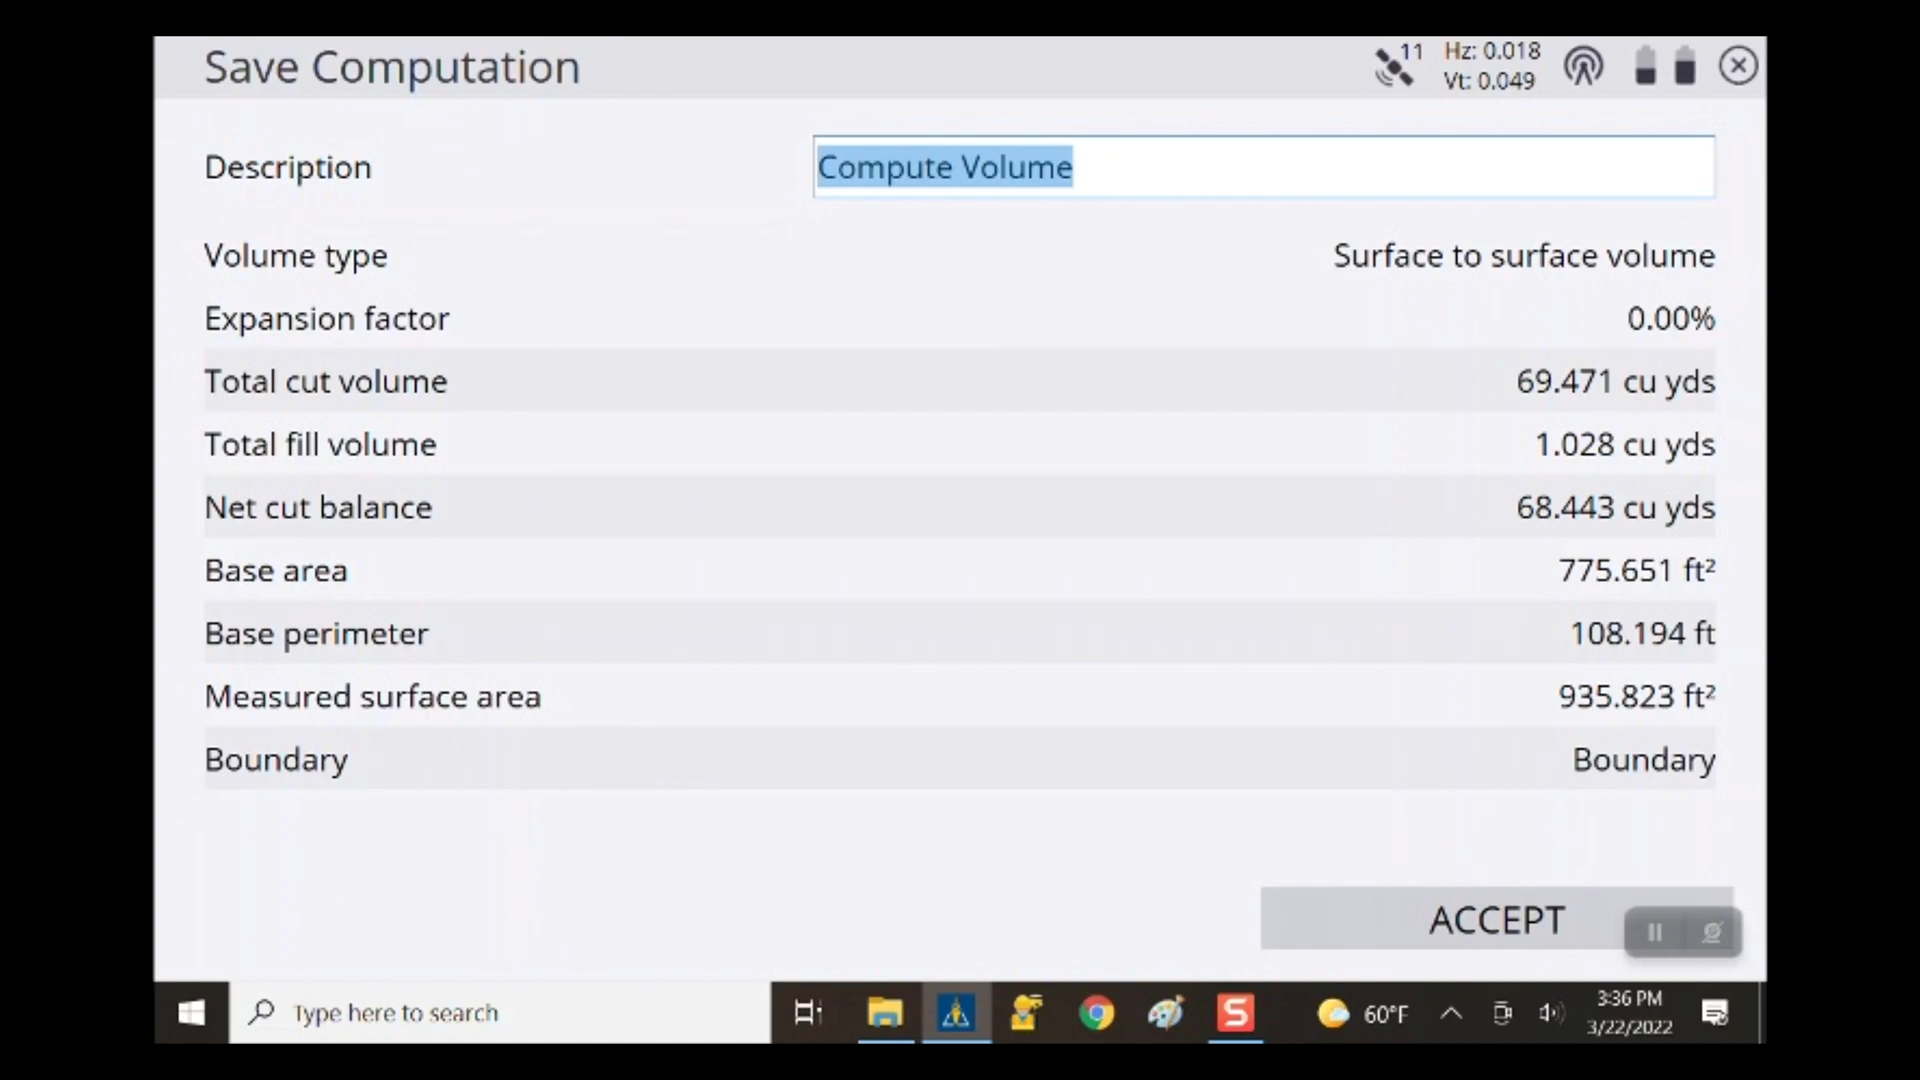 Save Computation
11
Hz: 0.018
Vt: 0.049
Description
Compute Volume
Volume type
Surface to surface volume
Expansion factor
0.00%
Total cut volume
69.471 cu yds
Total fill volume
1.028 cu yds
Net cut balance
68.443 cu yds
Base area
775.651 ft²
Base perimeter
108.194 ft
Measured surface area
935.823 ft²
Boundary
Boundary
ACCEPT
Type here to search
S
60°F
3:36 PM
3/22/2022